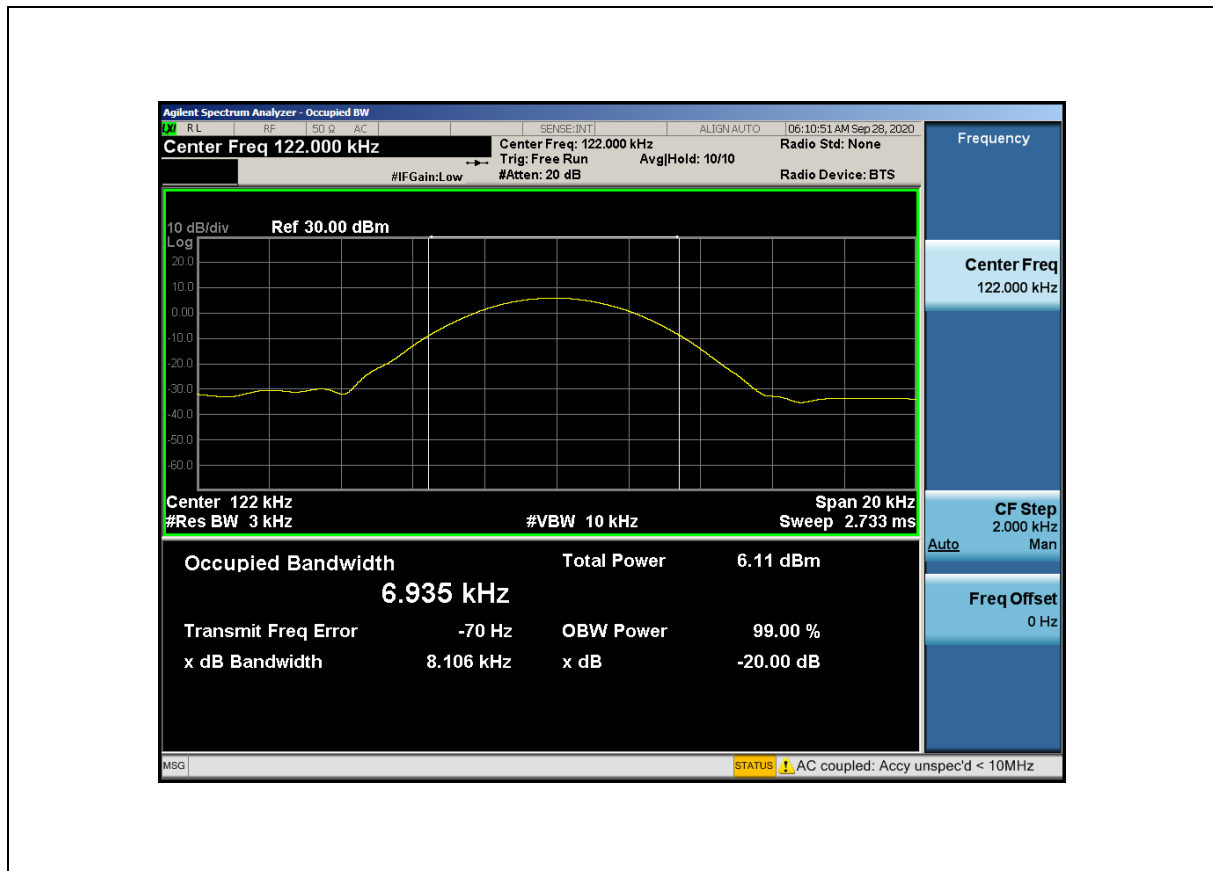 Agilent Spectrum Analyzer - Occupied BW
LXI RL RF 50 Ω AC SENSE:INT ALIGN AUTO 06:10:51 AM Sep 28, 2020
Center Freq 122.000 kHz Center Freq: 122.000 kHz Radio Std: None
Trig: Free Run Avg|Hold: 10/10
#IFGain:Low #Atten: 20 dB Radio Device: BTS
10 dB/div Ref 30.00 dBm
Log
20.0
10.0
0.00
-10.0
-20.0
-30.0
-40.0
-50.0
-60.0
Center 122 kHz Span 20 kHz
#Res BW 3 kHz #VBW 10 kHz Sweep 2.733 ms
Occupied Bandwidth Total Power 6.11 dBm
6.935 kHz
Transmit Freq Error -70 Hz OBW Power 99.00 %
x dB Bandwidth 8.106 kHz x dB -20.00 dB
Frequency
Center Freq
122.000 kHz
CF Step
2.000 kHz
Auto Man
Freq Offset
0 Hz
MSG STATUS AC coupled: Accy unspec'd < 10MHz